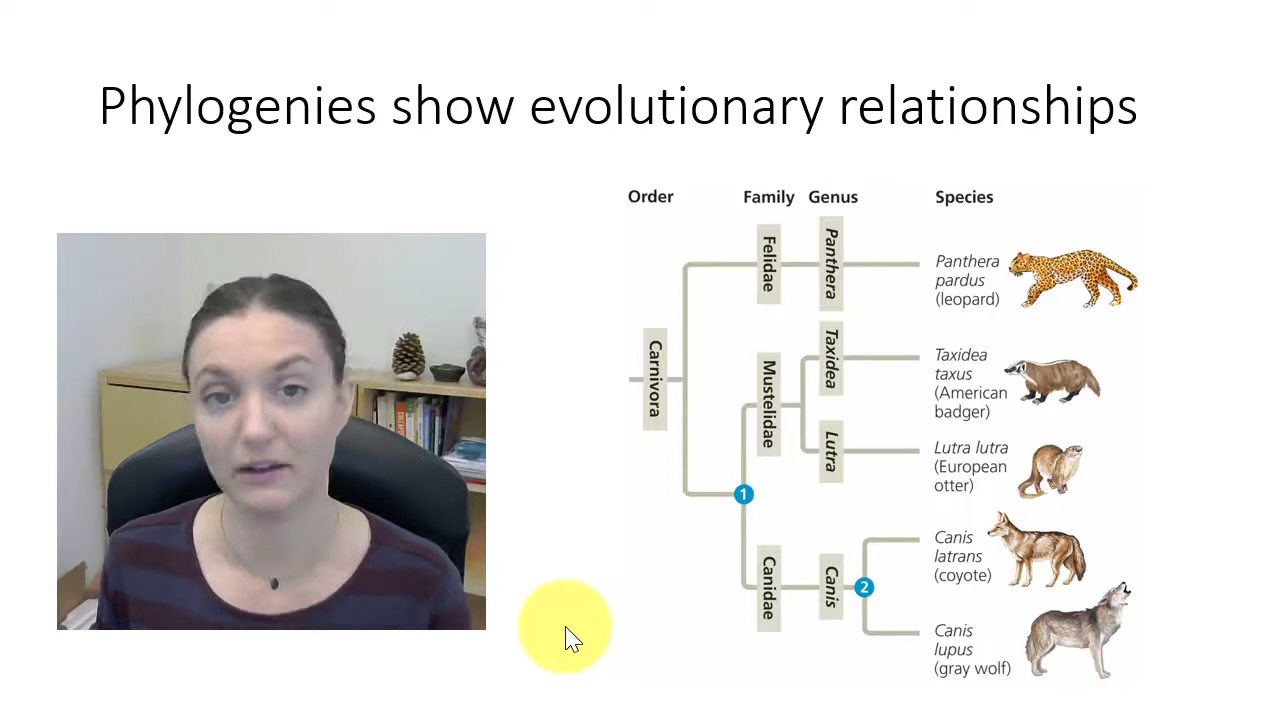 Phylogenies show evolutionary relationships
Order Family Genus Species
Felidae
Panthera
Panthera
pardus
(leopard)
Carnivora
Mustelidae
Taxidea
Taxidea
taxus
(American
badger)
Lutra
Lutra lutra
(European
otter)
1
Canidae
Canis
2
Canis
latrans
(coyote)
Canis
lupus
(gray wolf)